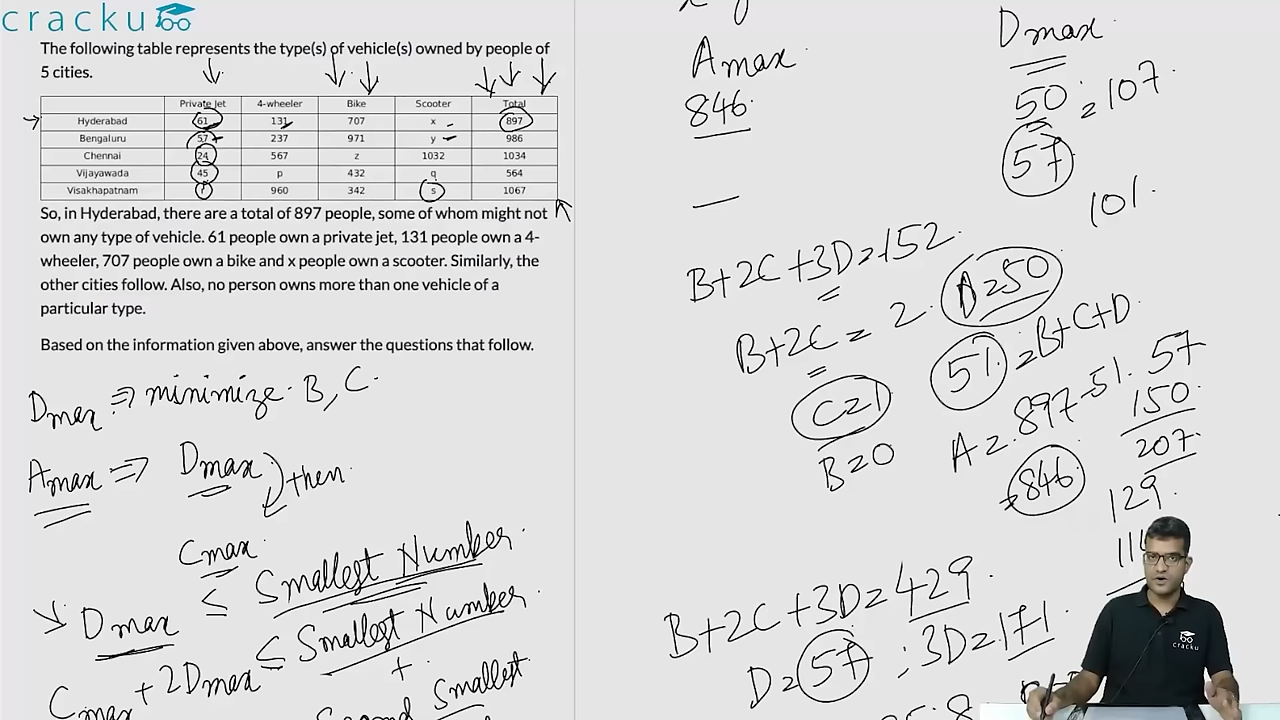 cracku
The following table represents the type(s) of vehicle(s) owned by people of
5 cities.
Private Jet 4-wheeler Bike Scooter Total
Hyderabad 61 131 707 x 897
Bengaluru 57 237 971 y 986
Chennai 24 567 z 1032 1034
Vijayawada 45 p 432 q 564
Visakhapatnam r 960 342 s 1067
So, in Hyderabad, there are a total of 897 people, some of whom might not
own any type of vehicle. 61 people own a private jet, 131 people own a 4-
wheeler, 707 people own a bike and x people own a scooter. Similarly, the
other cities follow. Also, no person owns more than one vehicle of a
particular type.
Based on the information given above, answer the questions that follow.
Dmax => minimize B, C.
Amax => Dmax
then
Cmax
Dmax ≤ Smallest Number
Cmax + 2Dmax ≤ Smallest Number
+
Second Smallest
Amax
846
Dmax
50 = 107
57
101
B+2C+3D=152
B+2C = 2
D=50
C=1
B=0
51 = B+C+D
A = 897-51
= 846
57
150
207
129
B+2C+3D=429
D=57 ; 3D=171
cracku